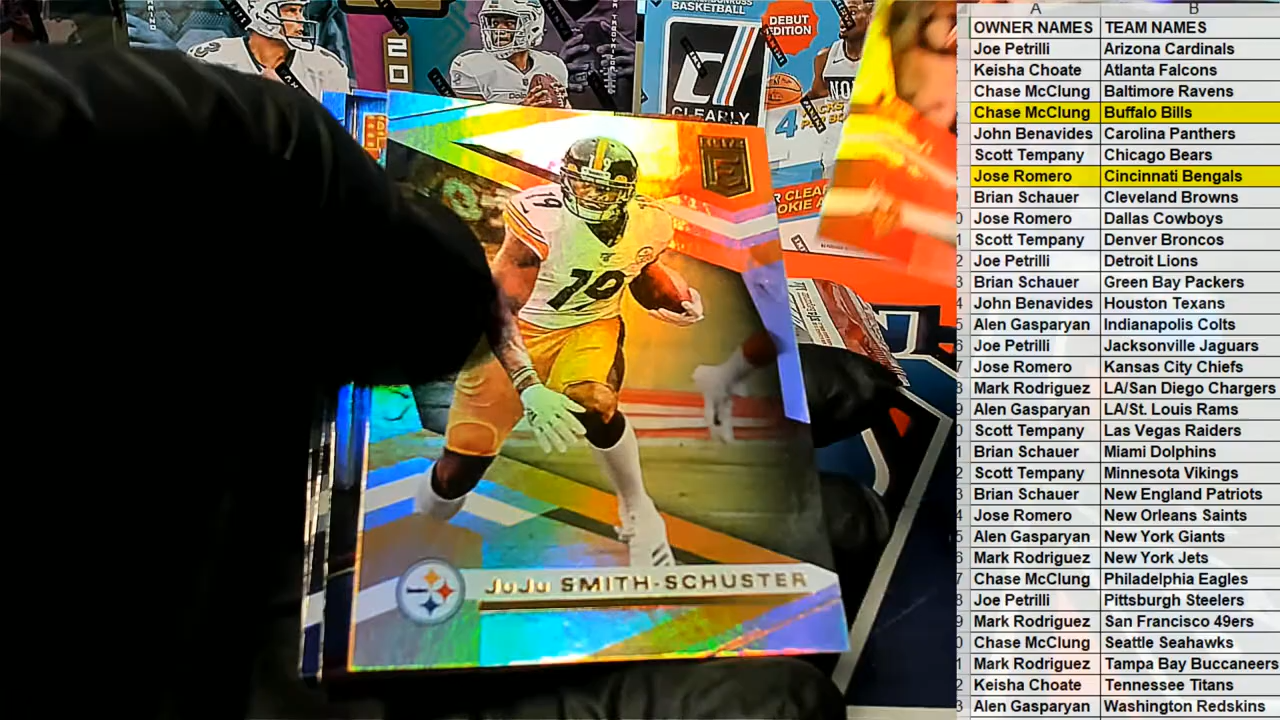 20
BASKETBALL
DEBUT
EDITION
CLEARLY
4
NO
19
19
ELITE
E
JuJu SMITH-SCHUSTER
A B
OWNER NAMES TEAM NAMES
Joe Petrilli Arizona Cardinals
Keisha Choate Atlanta Falcons
Chase McClung Baltimore Ravens
Chase McClung Buffalo Bills
John Benavides Carolina Panthers
Scott Tempany Chicago Bears
Jose Romero Cincinnati Bengals
Brian Schauer Cleveland Browns
Jose Romero Dallas Cowboys
Scott Tempany Denver Broncos
Joe Petrilli Detroit Lions
Brian Schauer Green Bay Packers
John Benavides Houston Texans
Alen Gasparyan Indianapolis Colts
Joe Petrilli Jacksonville Jaguars
Jose Romero Kansas City Chiefs
Mark Rodriguez LA/San Diego Chargers
Alen Gasparyan LA/St. Louis Rams
Scott Tempany Las Vegas Raiders
Brian Schauer Miami Dolphins
Scott Tempany Minnesota Vikings
Brian Schauer New England Patriots
Jose Romero New Orleans Saints
Alen Gasparyan New York Giants
Mark Rodriguez New York Jets
Chase McClung Philadelphia Eagles
Joe Petrilli Pittsburgh Steelers
Mark Rodriguez San Francisco 49ers
Chase McClung Seattle Seahawks
Mark Rodriguez Tampa Bay Buccaneers
Keisha Choate Tennessee Titans
Alen Gasparyan Washington Redskins